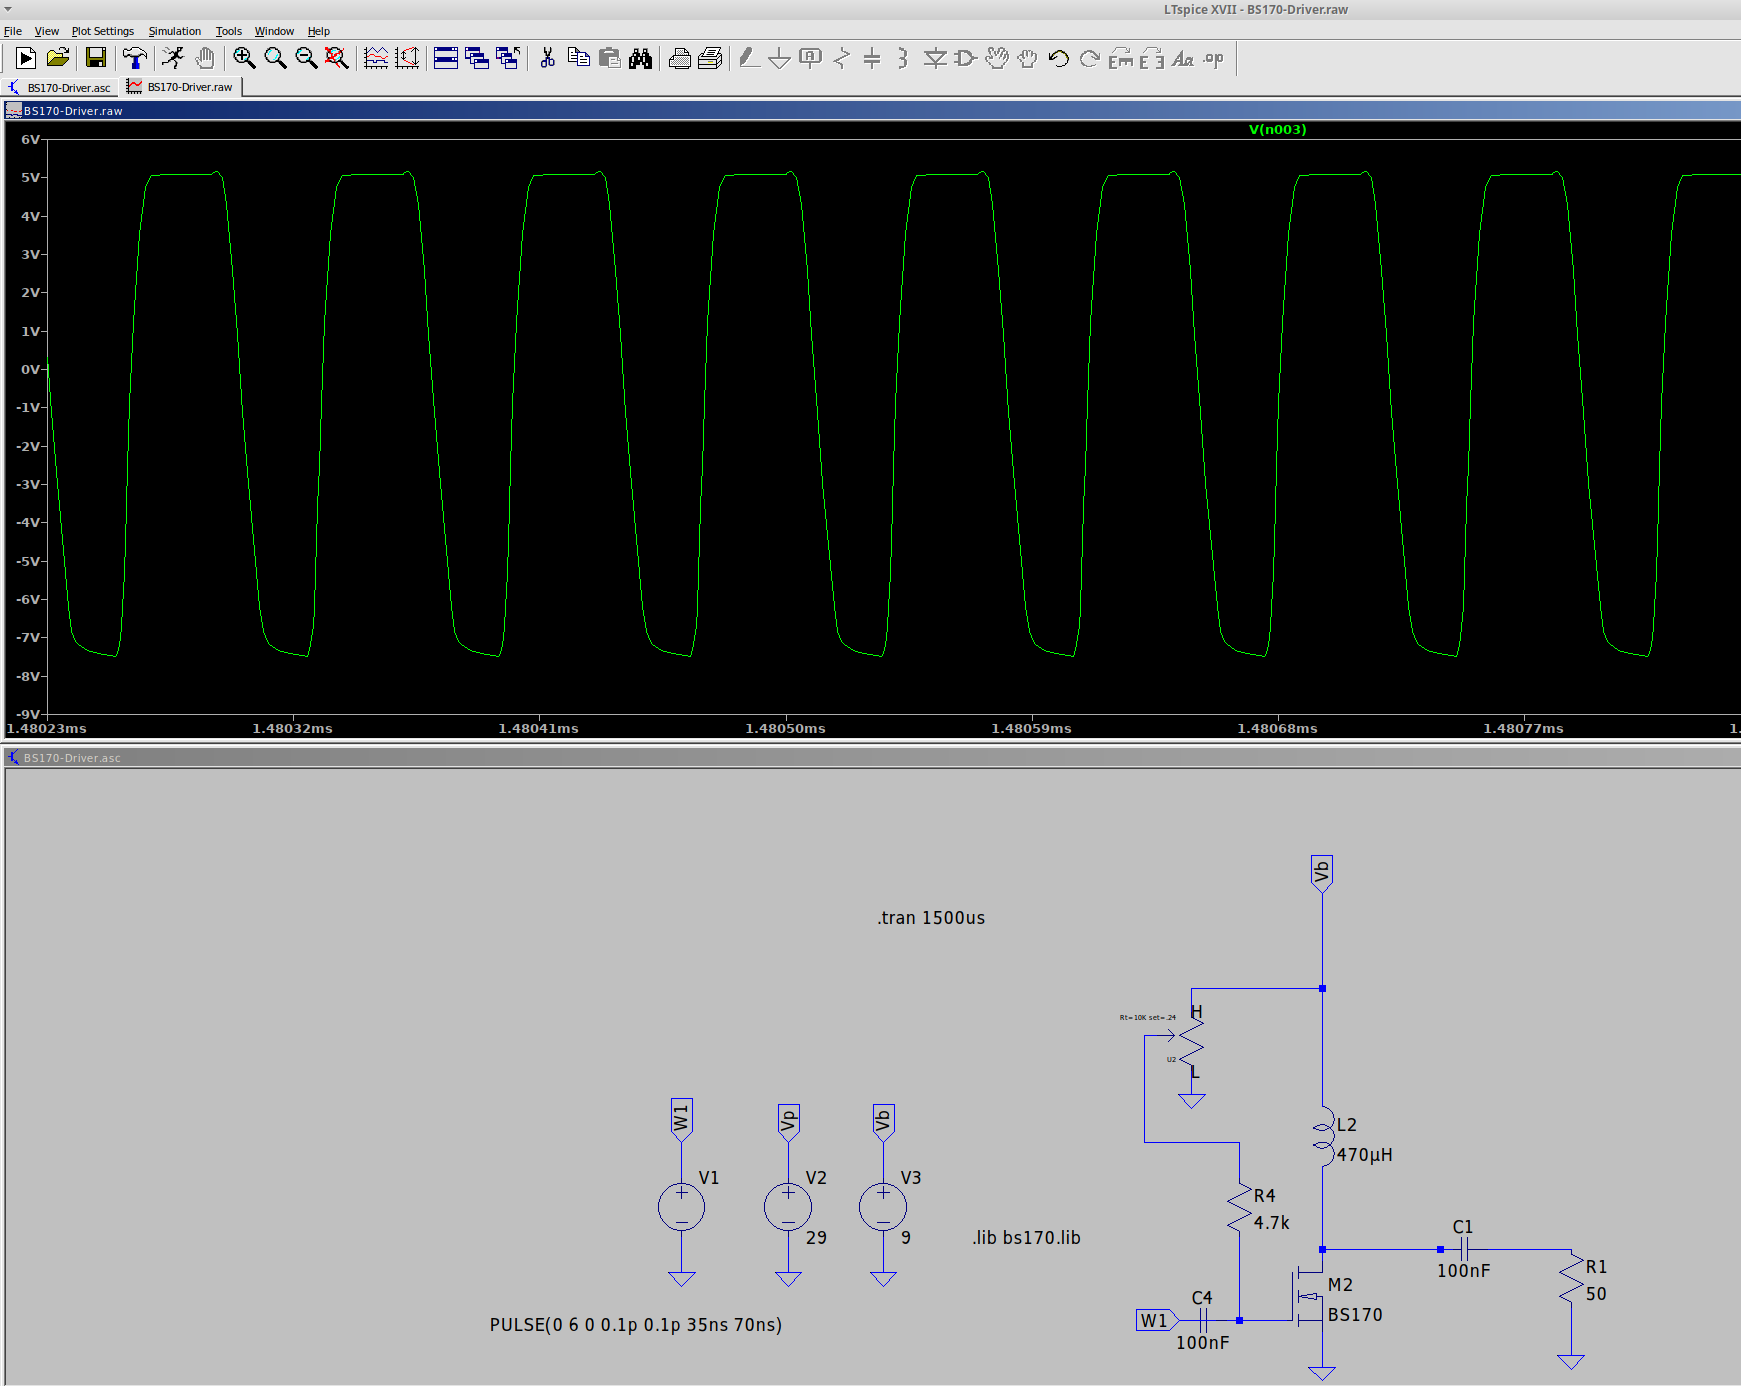 LTspice XVII - BS170-Driver.raw
File View Plot Settings Simulation Tools Window Help
BS170-Driver.asc BS170-Driver.raw
BS170-Driver.raw
V(n003)
6V
5V
4V
3V
2V
1V
0V
-1V
-2V
-3V
-4V
-5V
-6V
-7V
-8V
-9V
1.48023ms 1.48032ms 1.48041ms 1.48050ms 1.48059ms 1.48068ms 1.48077ms 1.
BS170-Driver.asc
Vb
.tran 1500us
H
Rt=10K set=.24
U2
L
W1 Vp Vb
L2
470µH
V1 V2 V3
R4
4.7k
29 9
.lib bs170.lib
C1
100nF
R1
50
M2
BS170
C4
W1
100nF
PULSE(0 6 0 0.1p 0.1p 35ns 70ns)